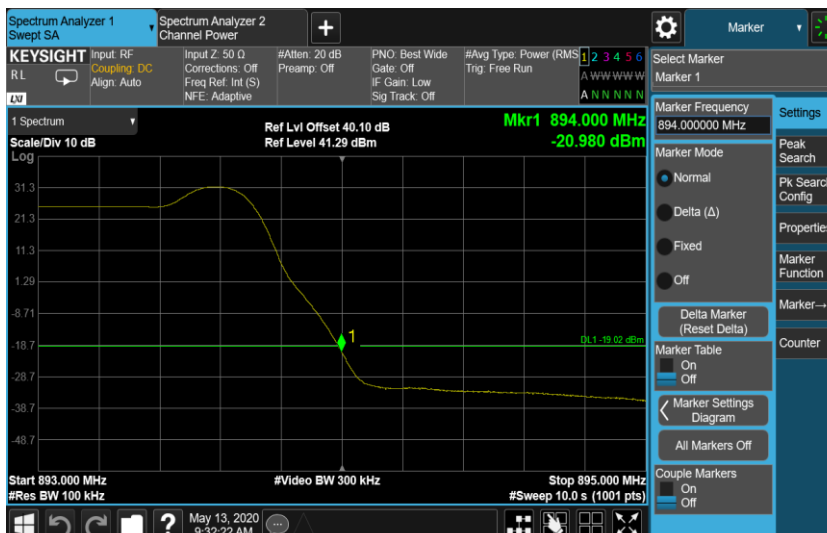 Spectrum Analyzer 1
Swept SA
Spectrum Analyzer 2
Channel Power
Marker
KEYSIGHT
RL
LXI
Input: RF
Coupling: DC
Align: Auto
Input Z: 50 Ω
Corrections: Off
Freq Ref: Int (S)
NFE: Adaptive
#Atten: 20 dB
Preamp: Off
PNO: Best Wide
Gate: Off
IF Gain: Low
Sig Track: Off
#Avg Type: Power (RMS
Trig: Free Run
1 2 3 4 5 6
A W W W W W
A N N N N N
Select Marker
Marker 1
1 Spectrum
Scale/Div 10 dB
Log
Ref Lvl Offset 40.10 dB
Ref Level 41.29 dBm
Mkr1 894.000 MHz
-20.980 dBm
31.3
21.3
11.3
1.29
-8.71
-18.7
-28.7
-38.7
-48.7
1
DL1 -19.02 dBm
Start 893.000 MHz
#Res BW 100 kHz
#Video BW 300 kHz
Stop 895.000 MHz
#Sweep 10.0 s (1001 pts)
Marker Frequency
894.000000 MHz
Marker Mode
Normal
Delta (Δ)
Fixed
Off
Delta Marker
(Reset Delta)
Marker Table
On
Off
Marker Settings
Diagram
All Markers Off
Couple Markers
On
Off
Settings
Peak
Search
Pk Search
Config
Properties
Marker
Function
Marker→
Counter
?
May 13, 2020
9:32:22 AM